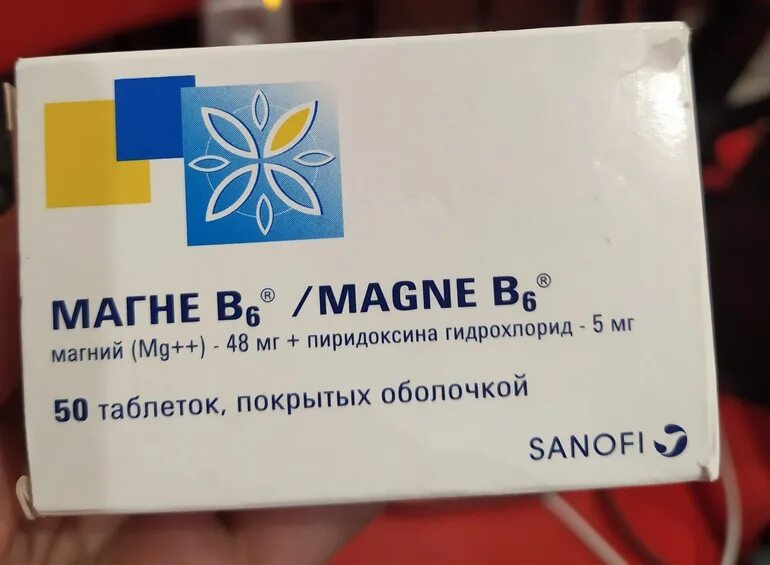 МАГНЕ B6® /MAGNE B6®
магний (Mg++) - 48 мг + пиридоксина гидрохлорид - 5 мг
50 таблеток, покрытых оболочкой
SANOFI